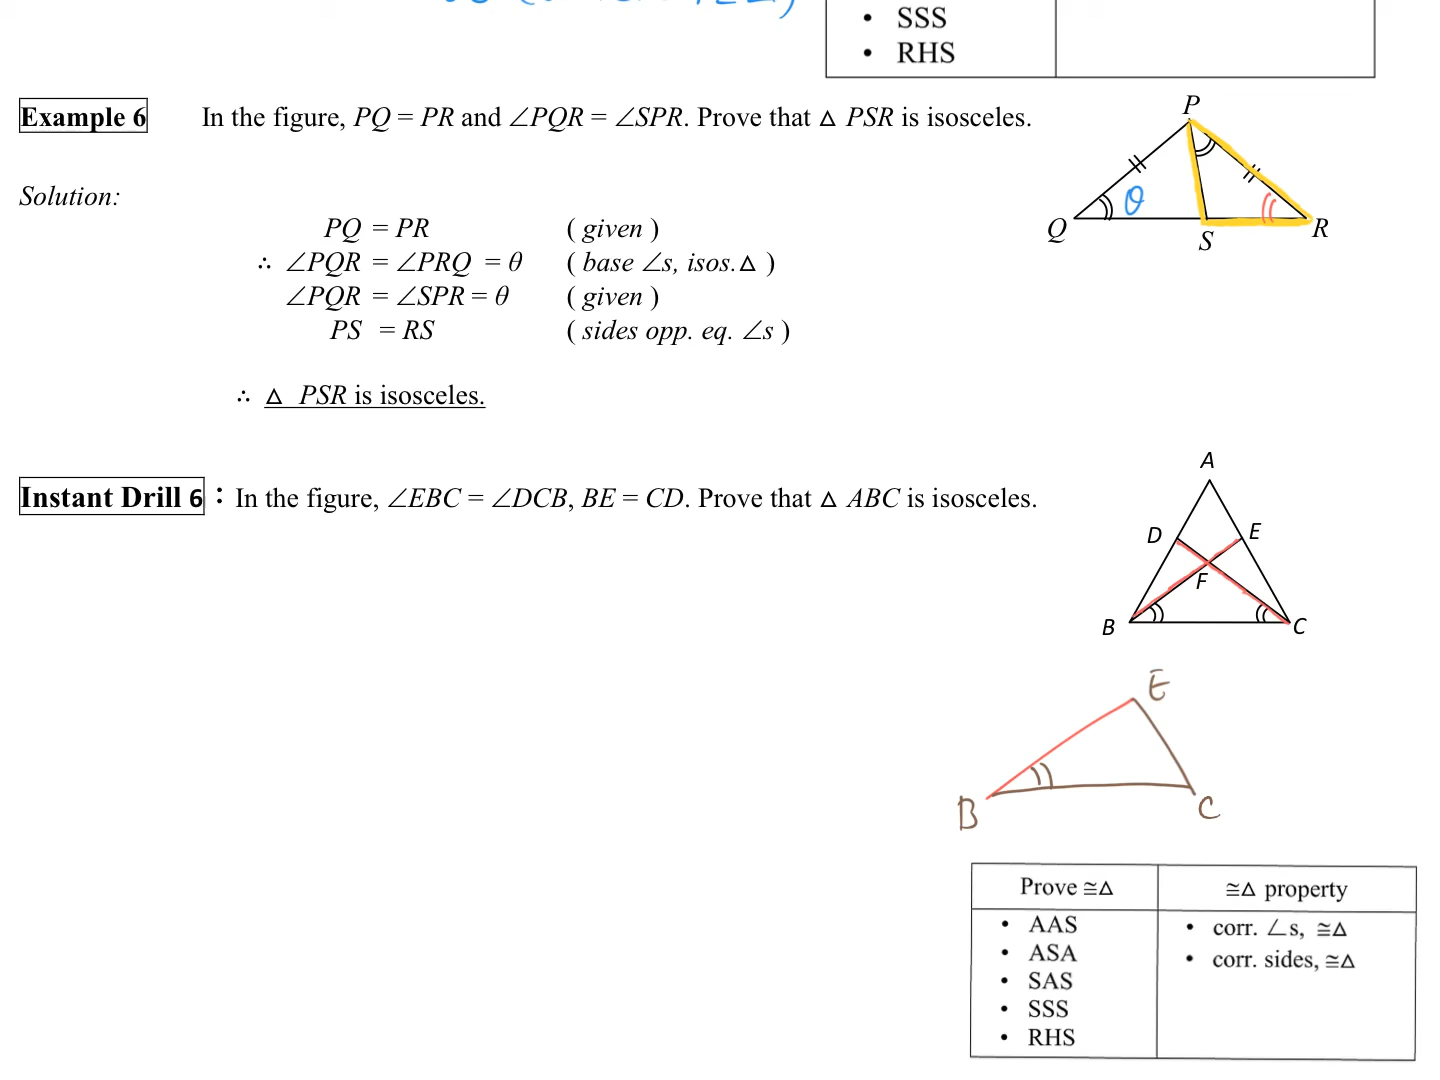 • SSS
• RHS
Example 6 In the figure, PQ = PR and ∠PQR = ∠SPR. Prove that △ PSR is isosceles.
P
θ
Q
S
R
Solution:
PQ = PR ( given )
∴ ∠PQR = ∠PRQ = θ ( base ∠s, isos.△ )
∠PQR = ∠SPR = θ ( given )
PS = RS ( sides opp. eq. ∠s )
∴ △ PSR is isosceles.
Instant Drill 6 : In the figure, ∠EBC = ∠DCB, BE = CD. Prove that △ ABC is isosceles.
A
D
E
F
B
C
E
B
C
Prove ≅△ ≅△ property
• AAS • corr. ∠s, ≅△
• ASA • corr. sides, ≅△
• SAS
• SSS
• RHS